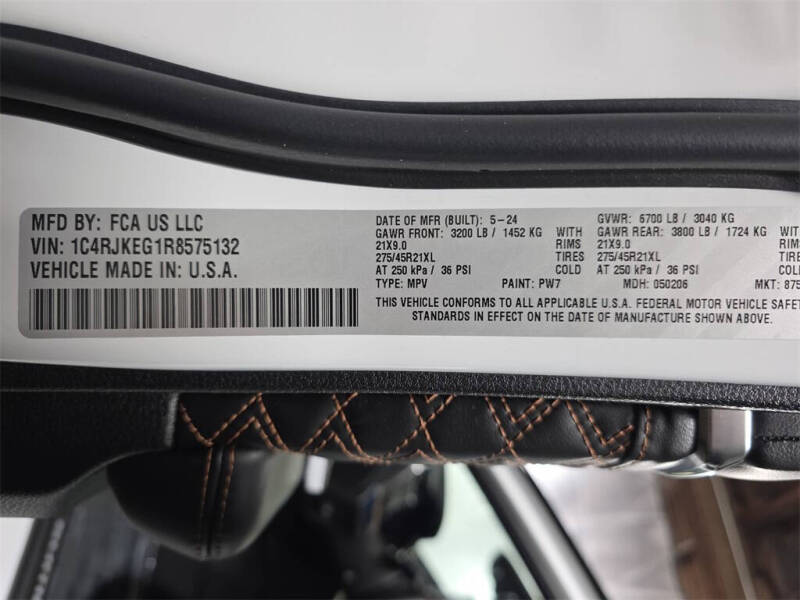 MFD BY: FCA US LLC
VIN: 1C4RJKEG1R8575132
VEHICLE MADE IN: U.S.A.
DATE OF MFR (BUILT): 5-24 GVWR: 6700 LB / 3040 KG
GAWR FRONT: 3200 LB / 1452 KG WITH GAWR REAR: 3800 LB / 1724 KG
21X9.0 RIMS 21X9.0
275/45R21XL TIRES 275/45R21XL
AT 250 kPa / 36 PSI COLD AT 250 kPa / 36 PSI
TYPE: MPV PAINT: PW7 MDH: 050206 MKT: 875
THIS VEHICLE CONFORMS TO ALL APPLICABLE U.S.A. FEDERAL MOTOR VEHICLE SAFET
STANDARDS IN EFFECT ON THE DATE OF MANUFACTURE SHOWN ABOVE.